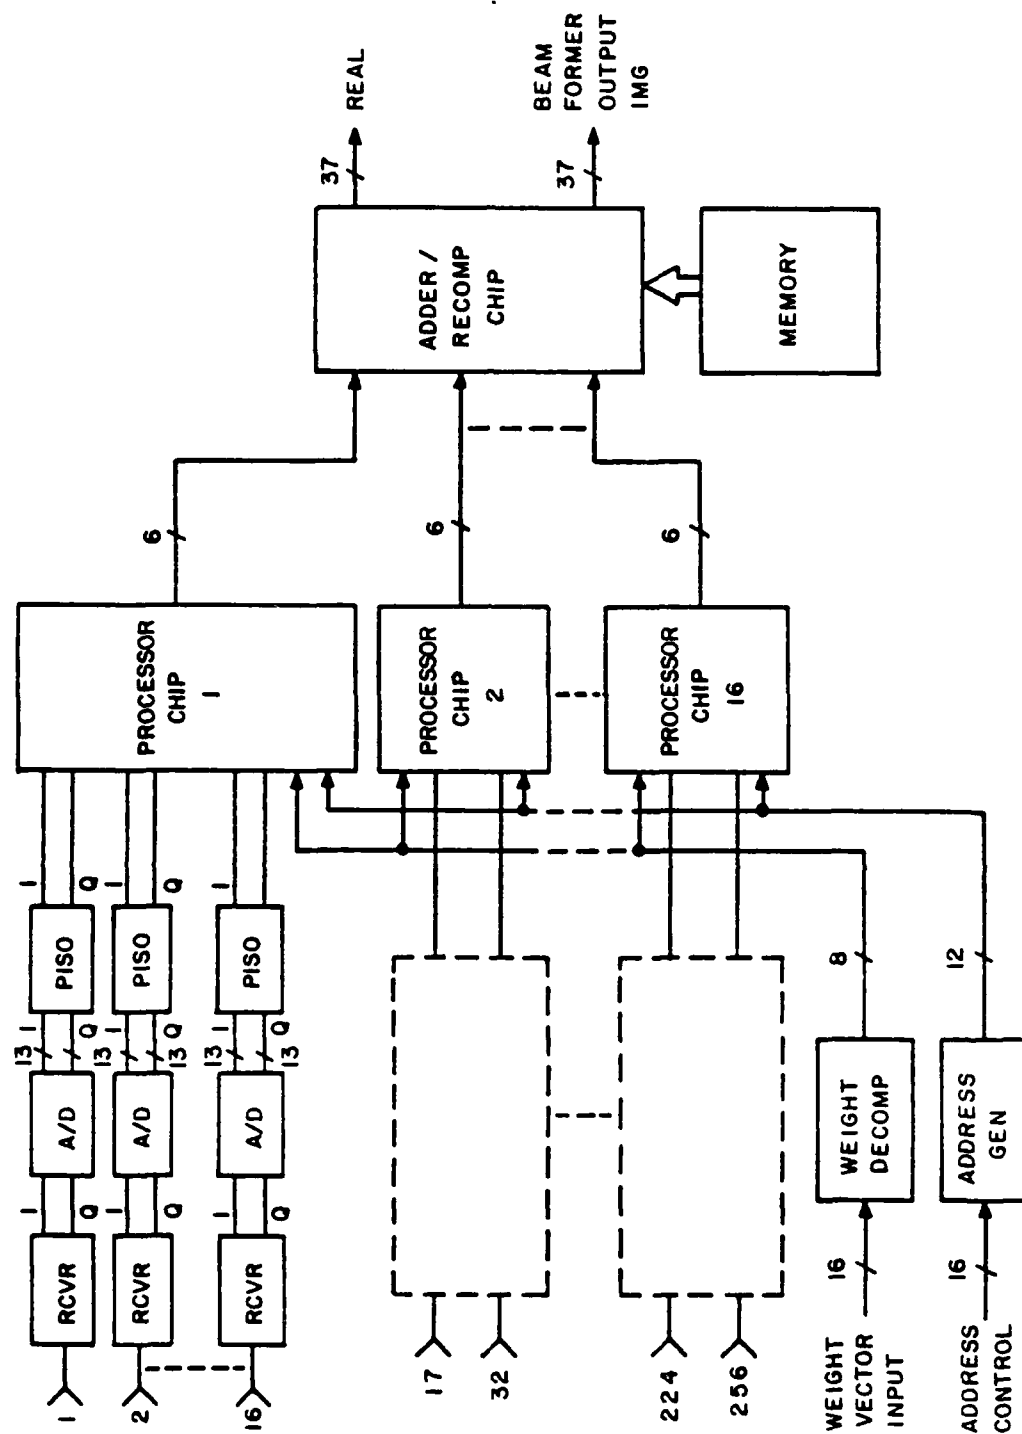 1
RCVR
I
Q
A/D
13
I
13
Q
PISO
I
Q
2
RCVR
I
Q
A/D
13
I
13
Q
PISO
I
Q
16
RCVR
I
Q
A/D
13
I
13
Q
PISO
I
PROCESSOR
CHIP
1
6
17
32
PROCESSOR
CHIP
2
6
224
256
PROCESSOR
CHIP
16
6
WEIGHT
VECTOR
INPUT
16
WEIGHT
DECOMP
8
ADDRESS
CONTROL
16
ADDRESS
GEN
12
ADDER /
RECOMP
CHIP
MEMORY
37
REAL
37
BEAM
FORMER
OUTPUT
IMG